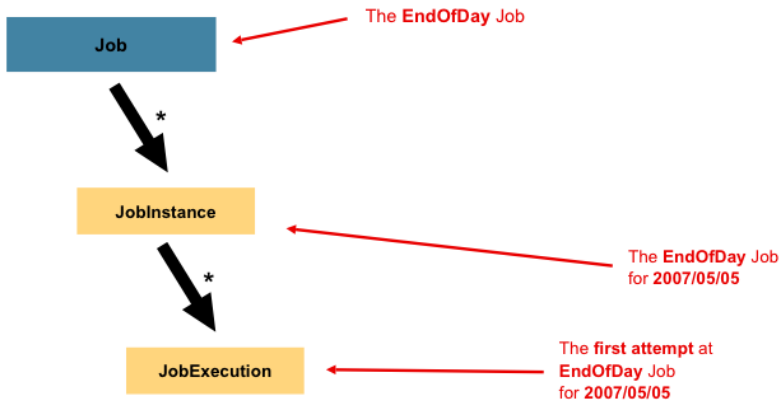 The EndOfDay Job
Job
*
JobInstance
The EndOfDay Job
for 2007/05/05
*
The first attempt at
EndOfDay Job
for 2007/05/05
JobExecution